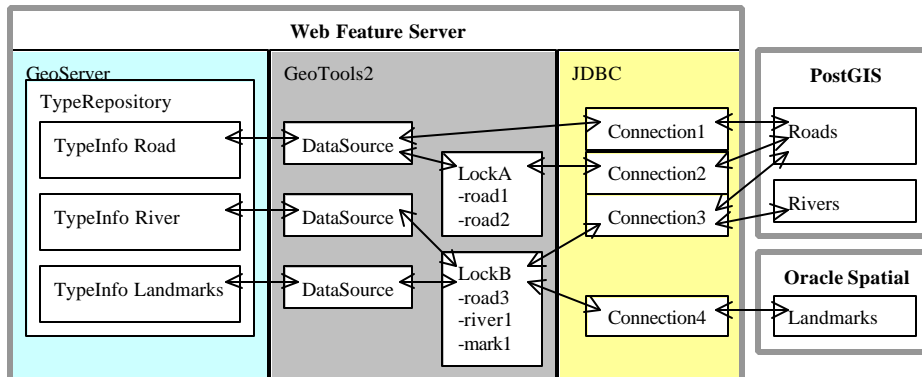 Web Feature Server
GeoServer
TypeRepository
TypeInfo Road
TypeInfo River
TypeInfo Landmarks
GeoTools2
DataSource
DataSource
DataSource
LockA
-road1
-road2
LockB
-road3
-river1
-mark1
JDBC
Connection1
Connection2
Connection3
Connection4
PostGIS
Roads
Rivers
Oracle Spatial
Landmarks